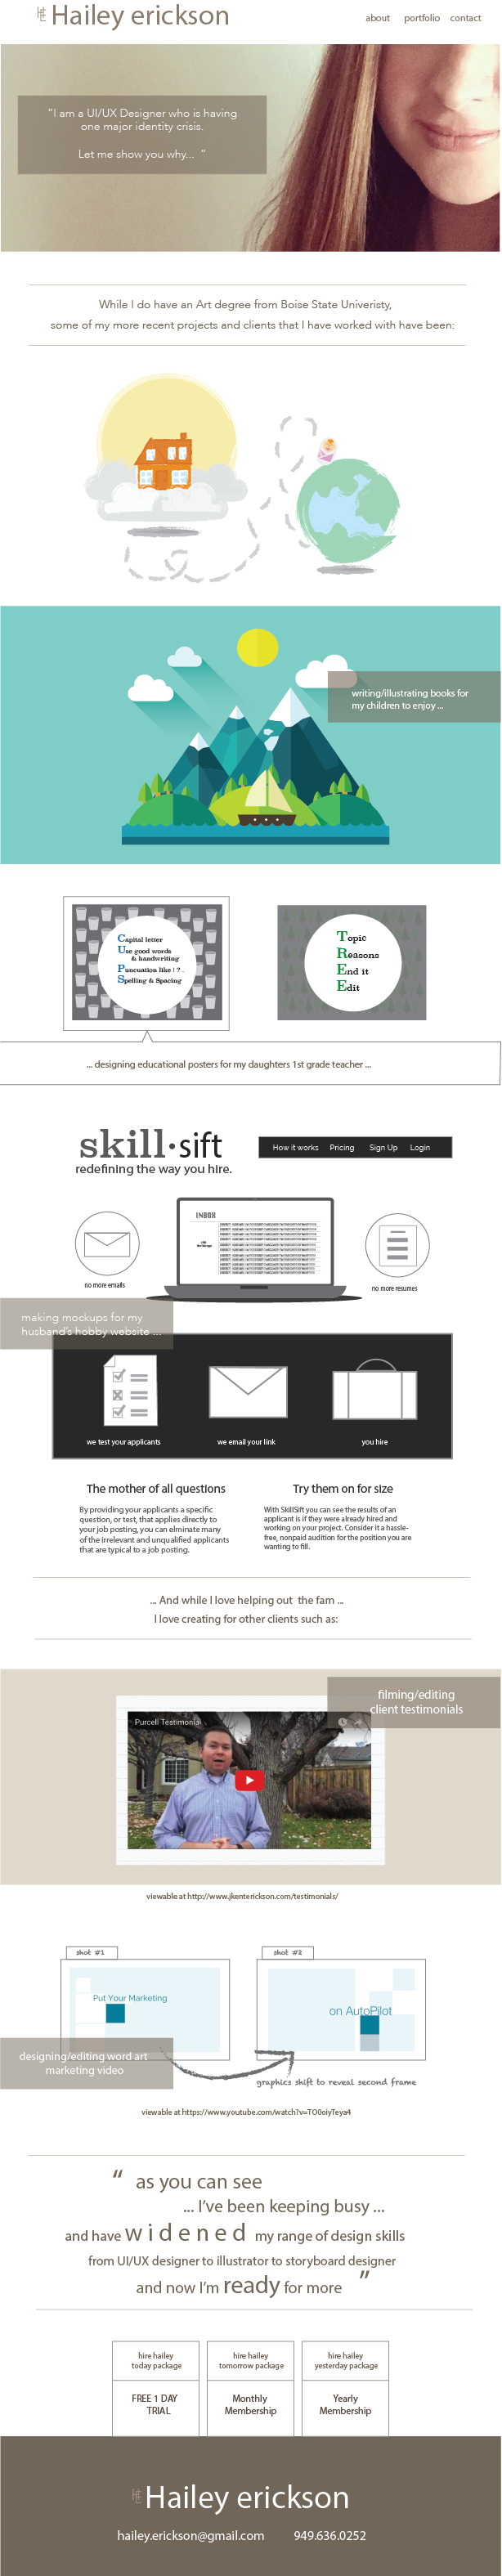 Hailey erickson
about portfolio contact
“I am a UI/UX Designer who is having
one major identity crisis.
Let me show you why... “
While I do have an Art degree from Boise State Univeristy,
some of my more recent projects and clients that I have worked with have been:
writing/illustrating books for
my children to enjoy ...
Capital letter
Use good words
& handwriting
Puncuation like ! ? .
Spelling & Spacing
Topic
Reasons
End it
Edit
... designing educational posters for my daughters 1st grade teacher ...
skill·sift
redefining the way you hire.
How it works Pricing Sign Up Login
INBOX
no more emails
no more resumes
making mockups for my
husband's hobby website ...
we test your applicants
we email your link
you hire
The mother of all questions
By providing your applicants a specific
question, or test, that applies directly to
your job posting, you can elminate many
of the irrelevant and unqualified applicants
that are typical to a job posting.
Try them on for size
With SkillSift you can see the results of an
applicant is if they were already hired and
working on your project. Consider it a hassle-
free, nonpaid audition for the position you are
wanting to fill.
... And while I love helping out the fam ...
I love creating for other clients such as:
filming/editing
client testimonials
Purcell Testimonial
viewable at http://www.jkenterickson.com/testimonials/
shot #1
Put Your Marketing
shot #2
on AutoPilot
designing/editing word art
marketing video
graphics shift to reveal second frame
viewable at https://www.youtube.com/watch?v=TO0oiyTeya4
“ as you can see
... I've been keeping busy ...
and have widened my range of design skills
from UI/UX designer to illustrator to storyboard designer
and now I'm ready for more ”
hire hailey
today package
FREE 1 DAY
TRIAL
hire hailey
tomorrow package
Monthly
Membership
hire hailey
yesterday package
Yearly
Membership
Hailey erickson
hailey.erickson@gmail.com 949.636.0252